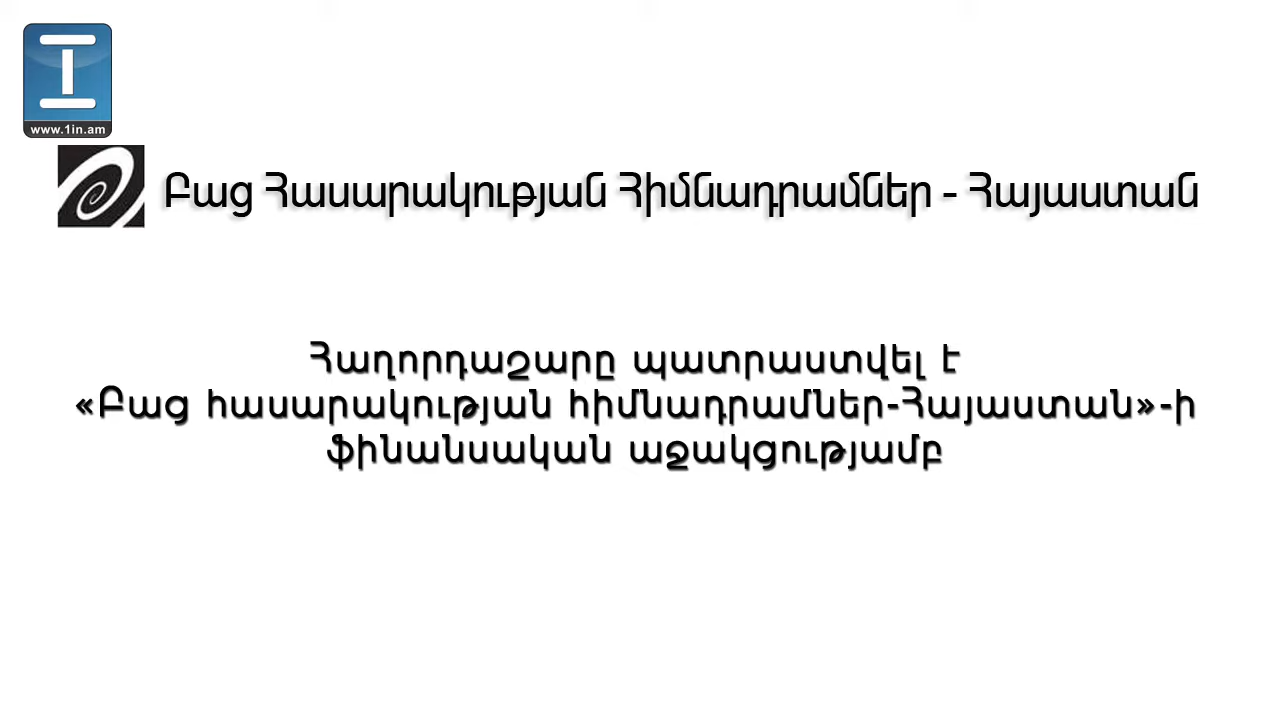 www.1in.am
Բաց Հասարակության Հիմնադրամներ - Հայաստան
Հաղորդաշարը պատրաստվել է
«Բաց հասարակության հիմնադրամներ-Հայաստան»-ի
ֆինանսական աջակցությամբ